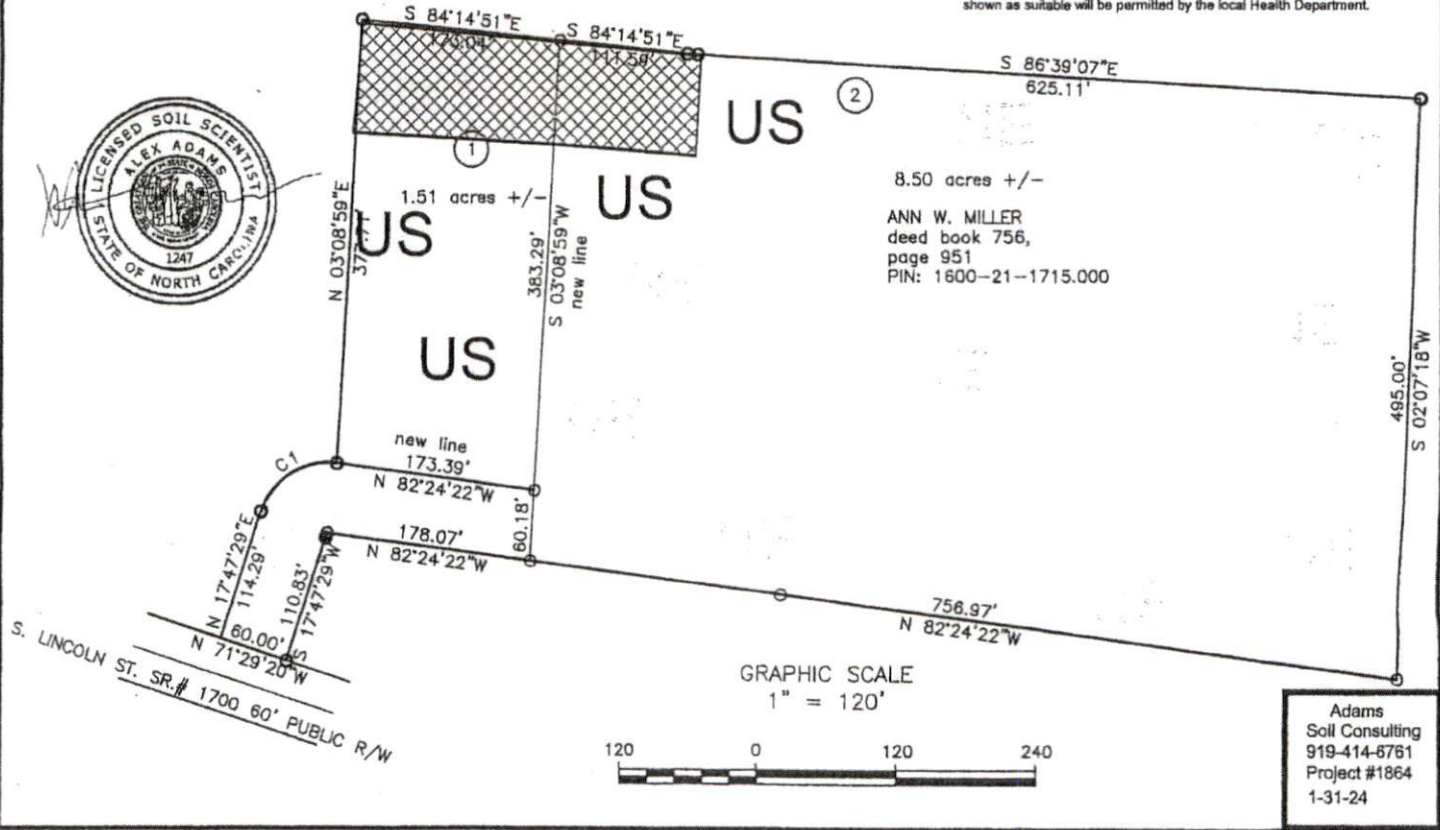 shown as suitable will be permitted by the local Health Department.
S 84°14'51"E
173.04'
S 84°14'51"E
111.59'
S 86°39'07"E
625.11'
2
US
1
1.51 acres +/-
US
US
US
8.50 acres +/-
ANN W. MILLER
deed book 756,
page 951
PIN: 1600-21-1715.000
LICENSED SOIL SCIENTIST
ALEX ADAMS
1247
STATE OF NORTH CAROLINA
N 03°08'59"E
383.29'
S 03°08'59"W
new line
495.00'
S 02°07'18"W
C1
new line
173.39'
N 82°24'22"W
60.18'
178.07'
N 82°24'22"W
N 17°47'29"E
114.29'
110.83'
S 17°47'29"W
60.00'
N 71°29'20"W
S. LINCOLN ST. SR.# 1700 60' PUBLIC R/W
756.97'
N 82°24'22"W
GRAPHIC SCALE
1" = 120'
120 0 120 240
Adams
Soil Consulting
919-414-6761
Project #1864
1-31-24